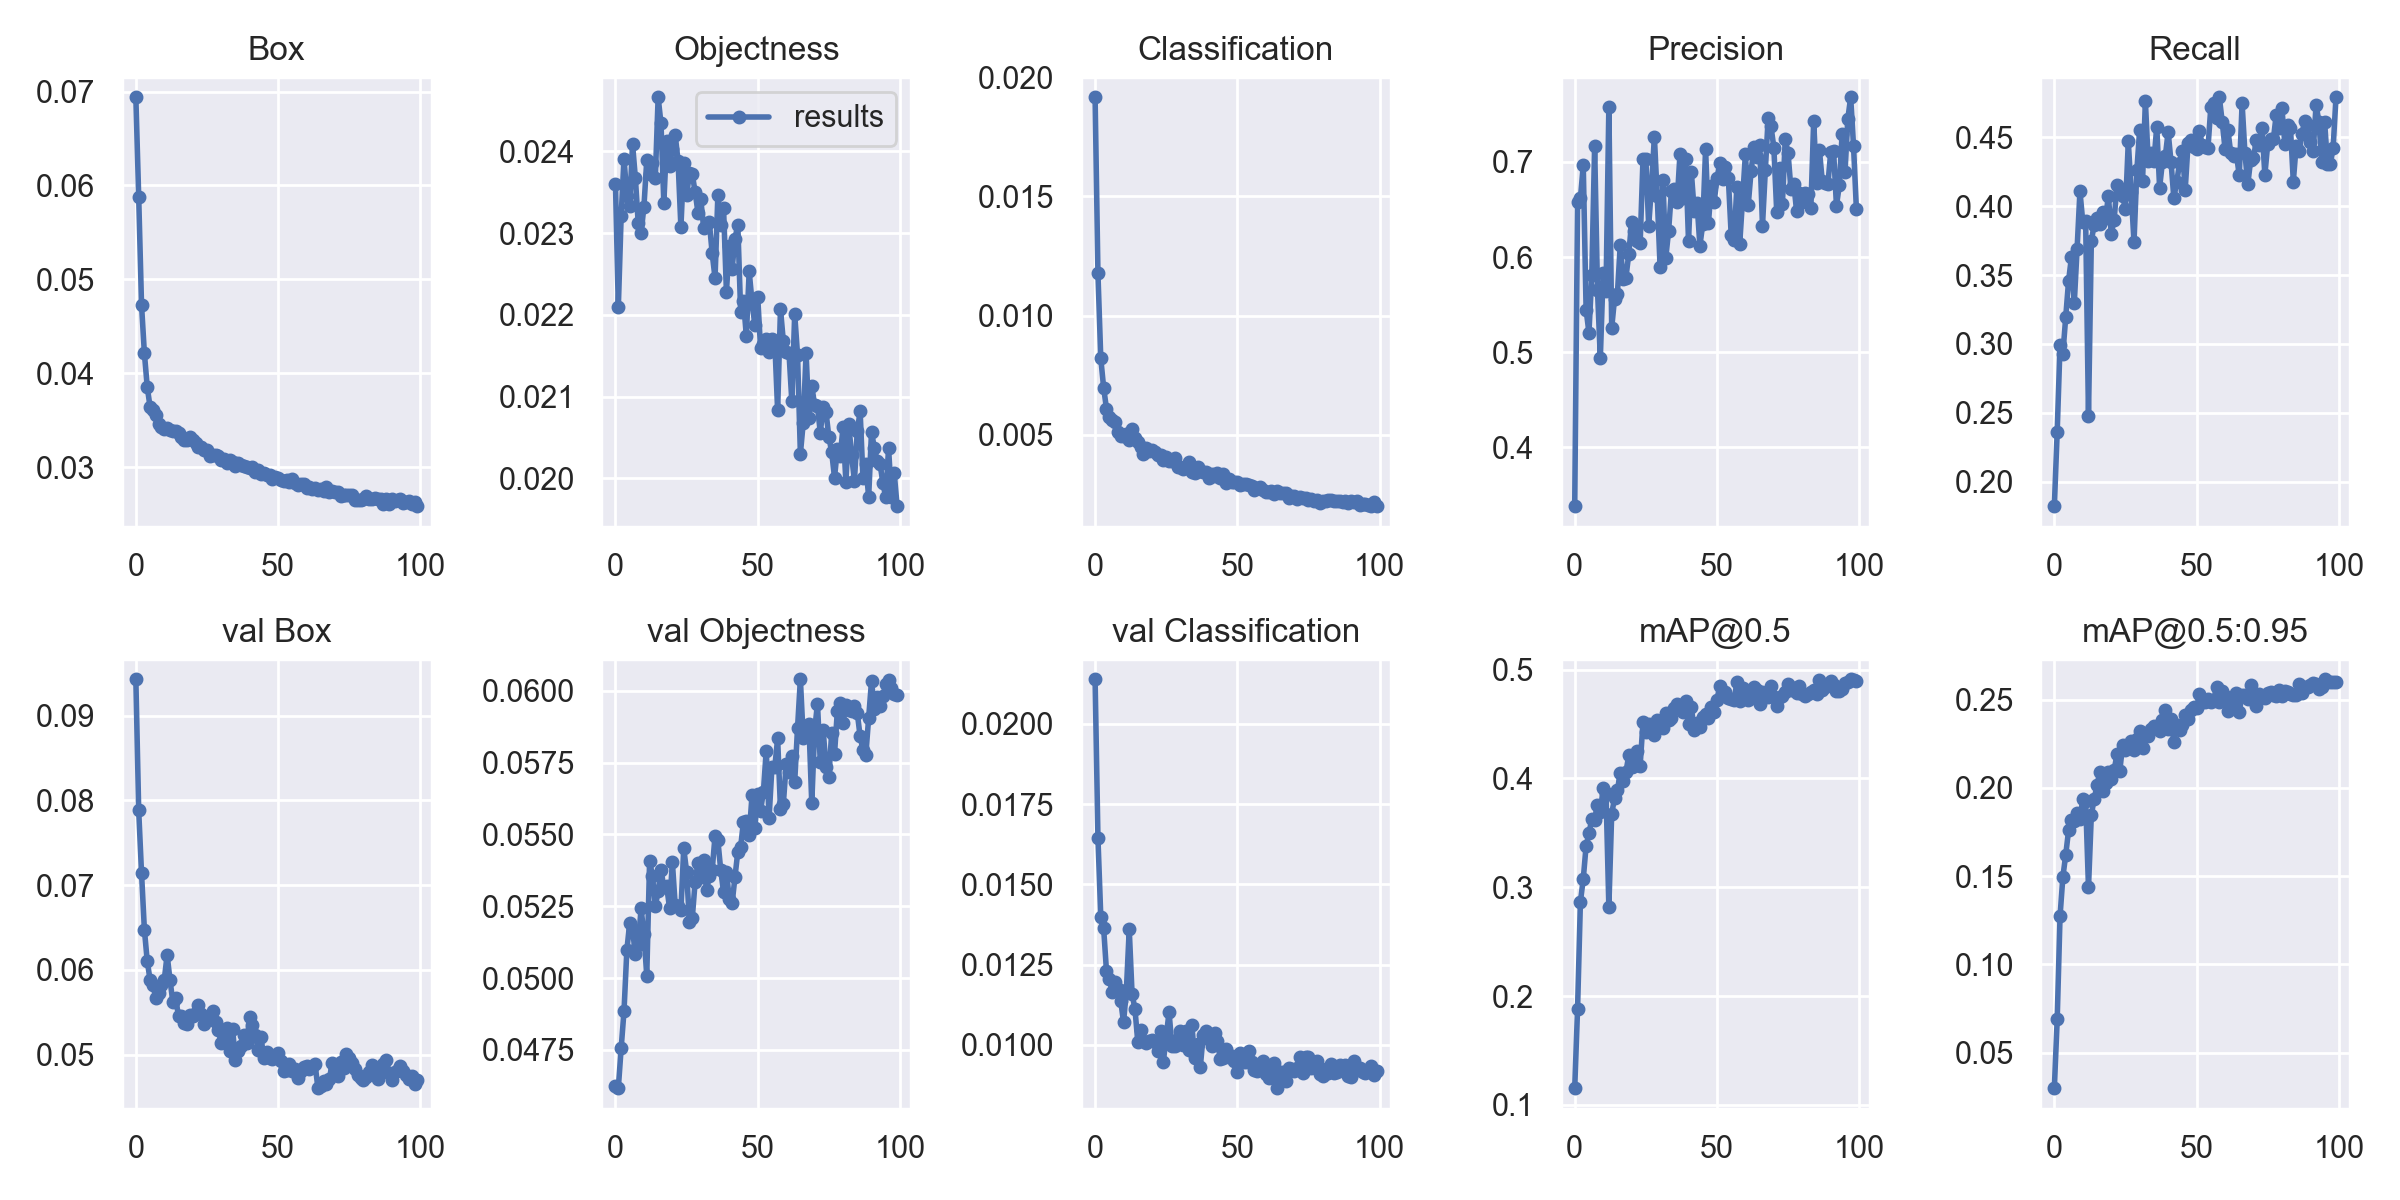 Box
0.07
0.06
0.05
0.04
0.03
0 50 100
Objectness
results
0.024
0.023
0.022
0.021
0.020
0 50 100
Classification
0.020
0.015
0.010
0.005
0 50 100
Precision
0.7
0.6
0.5
0.4
0 50 100
Recall
0.45
0.40
0.35
0.30
0.25
0.20
0 50 100
val Box
0.09
0.08
0.07
0.06
0.05
0 50 100
val Objectness
0.0600
0.0575
0.0550
0.0525
0.0500
0.0475
0 50 100
val Classification
0.0200
0.0175
0.0150
0.0125
0.0100
0 50 100
mAP@0.5
0.5
0.4
0.3
0.2
0.1
0 50 100
mAP@0.5:0.95
0.25
0.20
0.15
0.10
0.05
0 50 100